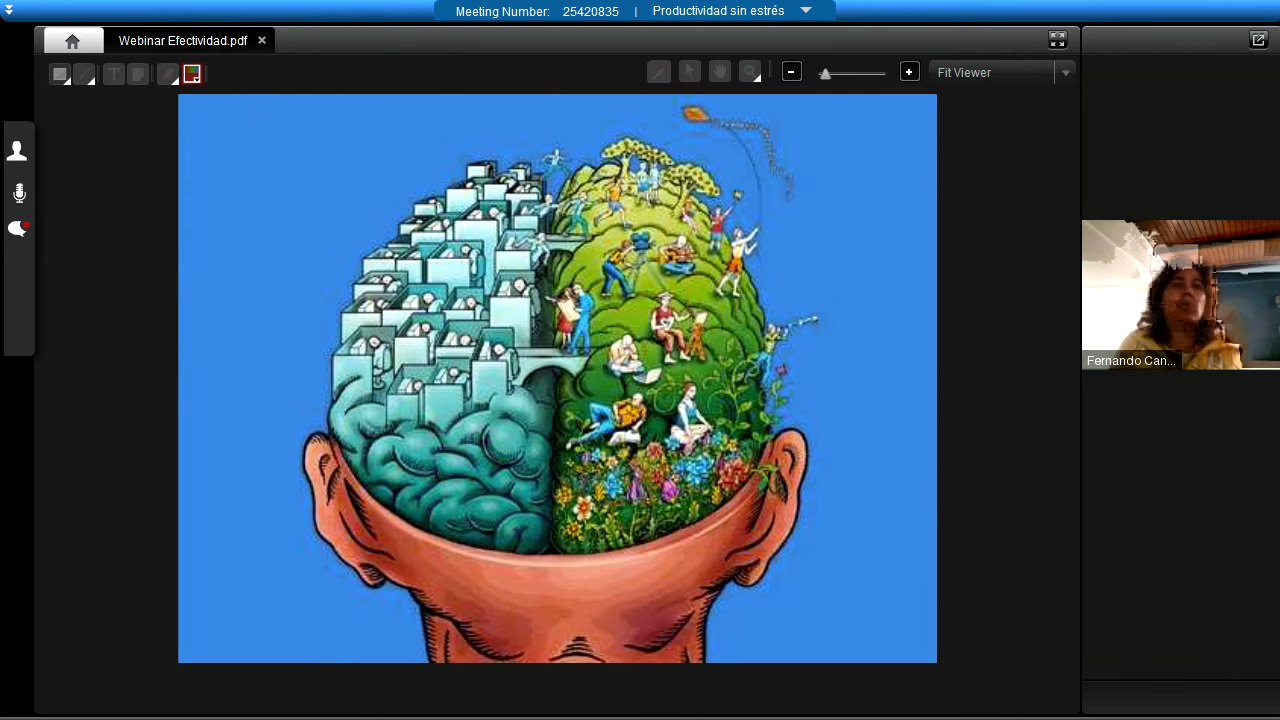 Meeting Number: 25420835 | Productividad sin estrés
Webinar Efectividad.pdf
T
Fit Viewer
Fernando Can...